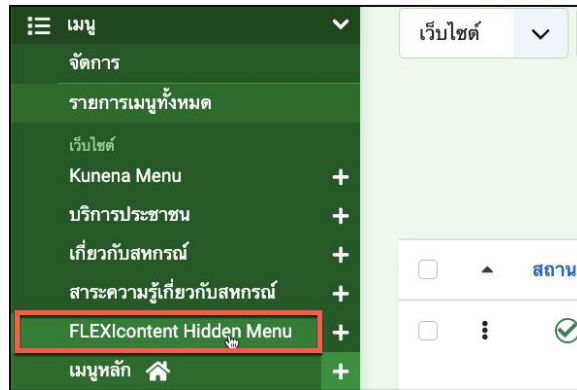 เมนู
จัดการ
รายการเมนูทั้งหมด
เว็บไซต์
Kunena Menu
บริการประชาชน
เกี่ยวกับสหกรณ์
สาระความรู้เกี่ยวกับสหกรณ์
FLEXIcontent Hidden Menu
เมนูหลัก
เว็บไซต์
สถาน